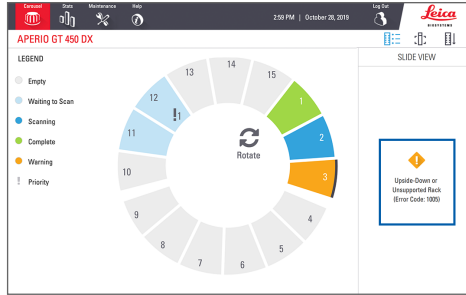 Carousel Stats Maintenance Help 2:59 PM | October 28, 2019 Log Out
Leica
BIOSYSTEMS
APERIO GT 450 DX
LEGEND
Empty
Waiting to Scan
Scanning
Complete
Warning
! Priority
SLIDE VIEW
14
13
15
12
!1
1
11
2
Rotate
10
3
9
4
8
5
7
6
Upside-Down or
Unsupported Rack
(Error Code: 1005)